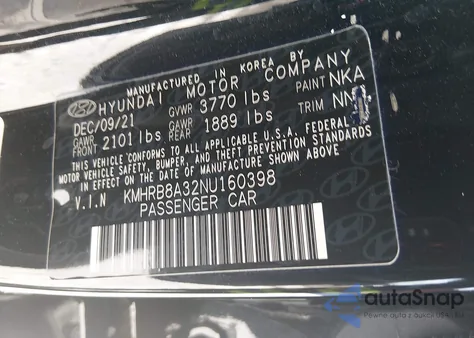 MANUFACTURED IN KOREA BY
HYUNDAI MOTOR COMPANY
DEC/09/21 GVWR 3770 lbs PAINT NKA
GAWR FRONT 2101 lbs GAWR REAR 1889 lbs TRIM
THIS VEHICLE CONFORMS TO ALL APPLICABLE U.S.A. FEDERAL
MOTOR VEHICLE SAFETY, BUMPER, AND THEFT PREVENTION STANDARDS
IN EFFECT ON THE DATE OF MANUFACTURE SHOWN ABOVE.
V.I.N KMHRB8A32NU160398
PASSENGER CAR
autoSnap